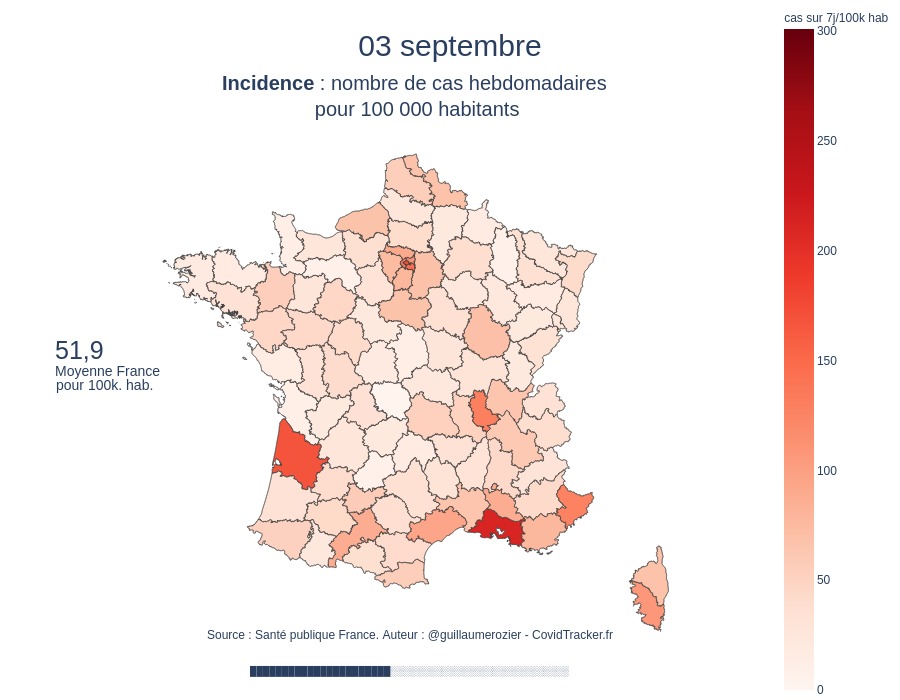 cas sur 7j/100k hab
03 septembre
Incidence : nombre de cas hebdomadaires
pour 100 000 habitants
300
250
200
150
100
50
0
51,9
Moyenne France
pour 100k. hab.
Source : Santé publique France. Auteur : @guillaumerozier - CovidTracker.fr